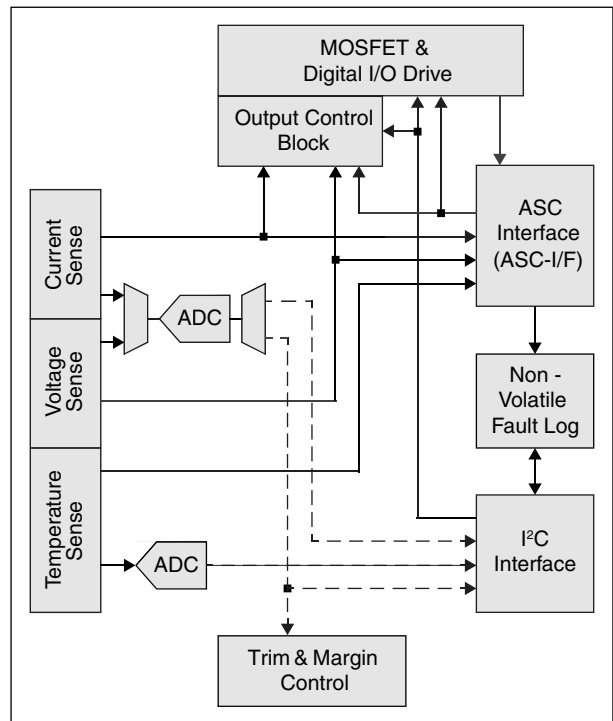 MOSFET &
Digital I/O Drive
Output Control
Block
Current
Sense
ASC
Interface
(ASC-I/F)
ADC
Voltage
Sense
Non -
Volatile
Fault Log
Temperature
Sense
ADC
I²C
Interface
Trim & Margin
Control